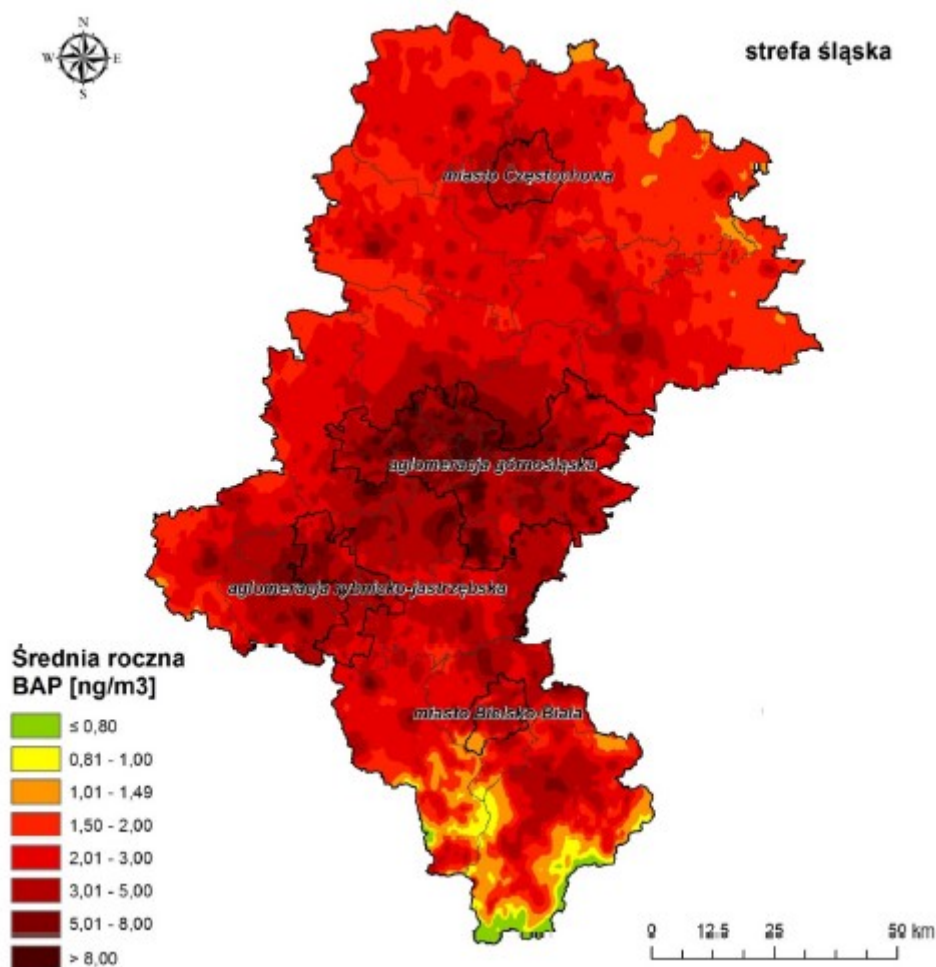 N
W E
S
strefa śląska
miasto Częstochowa
aglomeracja górnośląska
aglomeracja rybnicko-jastrzębska
miasto Bielsko-Biała
Średnia roczna
BAP [ng/m3]
≤ 0,80
0,81 - 1,00
1,01 - 1,49
1,50 - 2,00
2,01 - 3,00
3,01 - 5,00
5,01 - 8,00
> 8,00
0 12.5 25 50 km